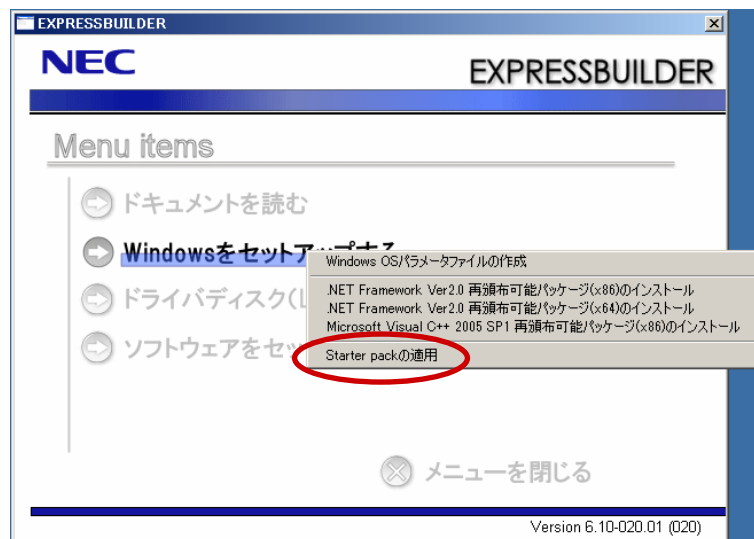 EXPRESSBUILDER
NEC
EXPRESSBUILDER
Menu items
ドキュメントを読む
Windowsをセットアップする
Windows OSパラメータファイルの作成
.NET Framework Ver2.0 再頒布可能パッケージ(x86)のインストール
ドライバディスク(L
.NET Framework Ver2.0 再頒布可能パッケージ(x64)のインストール
Microsoft Visual C++ 2005 SP1 再頒布可能パッケージ(x86)のインストール
ソフトウェアをセッ
Starter packの適用
メニューを閉じる
Version 6.10-020.01 (020)